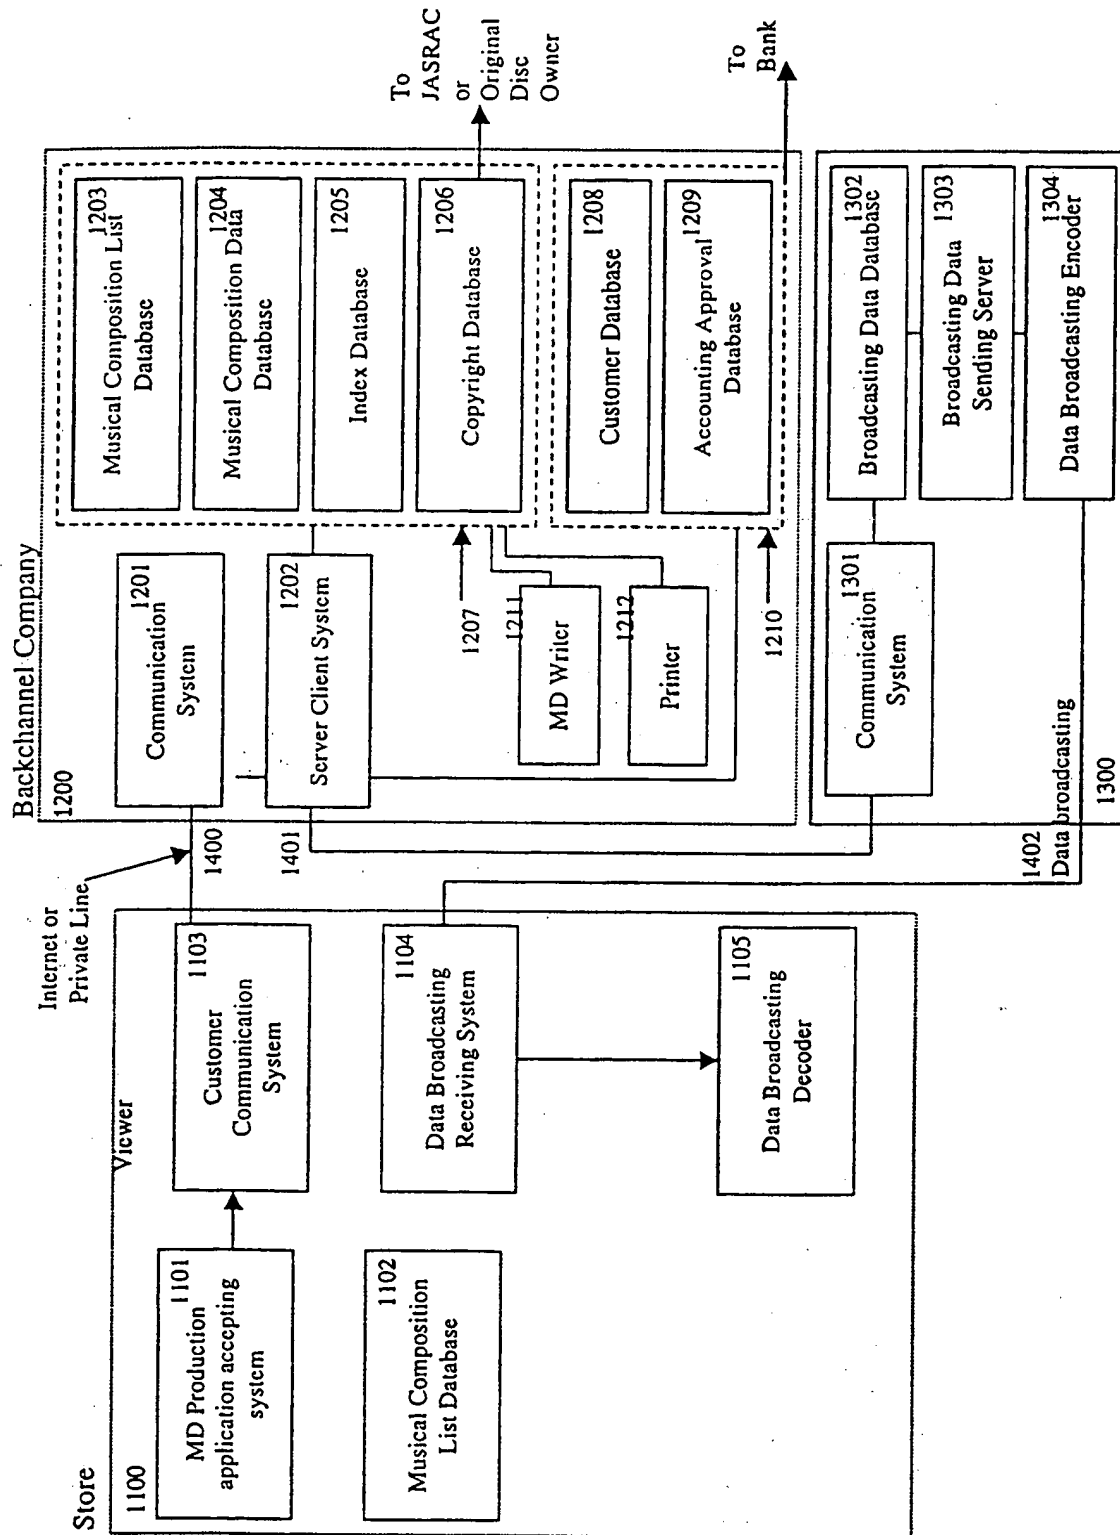 Store
1100
Viewer
1101
MD Production
application accepting
system
1102
Musical Composition
List Database
1103
Customer
Communication
System
1104
Data Broadcasting
Receiving System
1105
Data Broadcasting
Decoder
Internet or
Private Line
1400
1401
1402
Data broadcasting
Backchannel Company
1200
1201
Communication
System
1202
Server Client System
1203
Musical Composition List
Database
1204
Musical Composition Data
Database
1205
Index Database
1206
Copyright Database
1207
1208
Customer Database
1209
Accounting Approval
Database
1210
1211
MD Writer
1212
Printer
To
JASRAC
or
Original
Disc
Owner
To
Bank
1300
1301
Communication
System
1302
Broadcasting Data Database
1303
Broadcasting Data
Sending Server
1304
Data Broadcasting Encoder